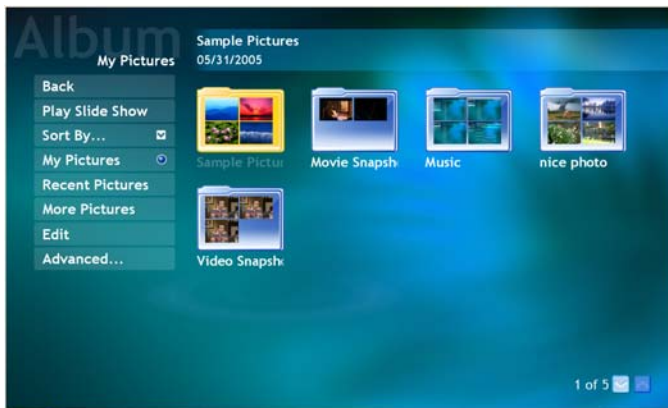 Album
My Pictures
Sample Pictures
05/31/2005
Back
Play Slide Show
Sort By...
My Pictures
Recent Pictures
More Pictures
Edit
Advanced...
Sample Pictu
Movie Snapsh
Music
nice photo
Video Snapsh
1 of 5